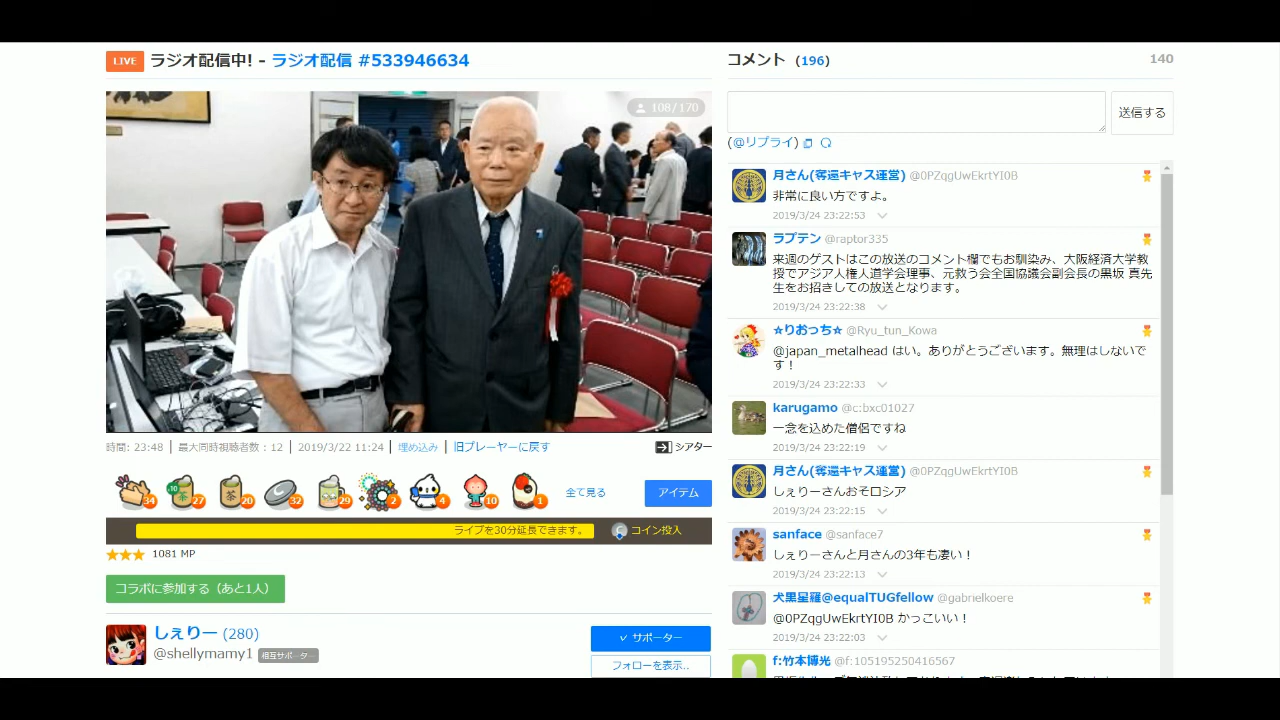 LIVE ラジオ配信中! - ラジオ配信 #533946634
108/170
時間: 23:48 | 最大同時視聴者数 : 12 | 2019/3/22 11:24 | 埋め込み | 旧プレーヤーに戻す
シアター
34 +10 茶 27 茶 20 32 29 2 4 10 1 全て見る アイテム
ライブを30分延長できます。 C コイン投入
1081 MP
コラボに参加する（あと1人）
しぇりー (280)
@shellymamy1 相互サポーター
✓ サポーター
フォローを表示..
コメント (196) 140
送信する
(@リプライ)
月さん(奪還キャス運営) @0PZqgUwEkrtYI0B
非常に良い方ですよ。
2019/3/24 23:22:53
ラプテン @raptor335
来週のゲストはこの放送のコメント欄でもお馴染み、大阪経済大学教
授でアジア人権人道学会理事、元救う会全国協議会副会長の黒坂 真先
生をお招きしての放送となります。
2019/3/24 23:22:38
☆りおっち☆ @Ryu_tun_Kowa
@japan_metalhead はい。ありがとうございます。無理はしないで
す！
2019/3/24 23:22:33
karugamo @c:bxc01027
一念を込めた僧侶ですね
2019/3/24 23:22:19
月さん(奪還キャス運営) @0PZqgUwEkrtYI0B
しぇりーさんおそロシア
2019/3/24 23:22:15
sanface @sanface7
しぇりーさんと月さんの3年も凄い！
2019/3/24 23:22:13
犬黒星羅@equalTUGfellow @gabrielkoere
@0PZqgUwEkrtYI0B かっこいい！
2019/3/24 23:22:03
f:竹本博光 @f:105195250416567